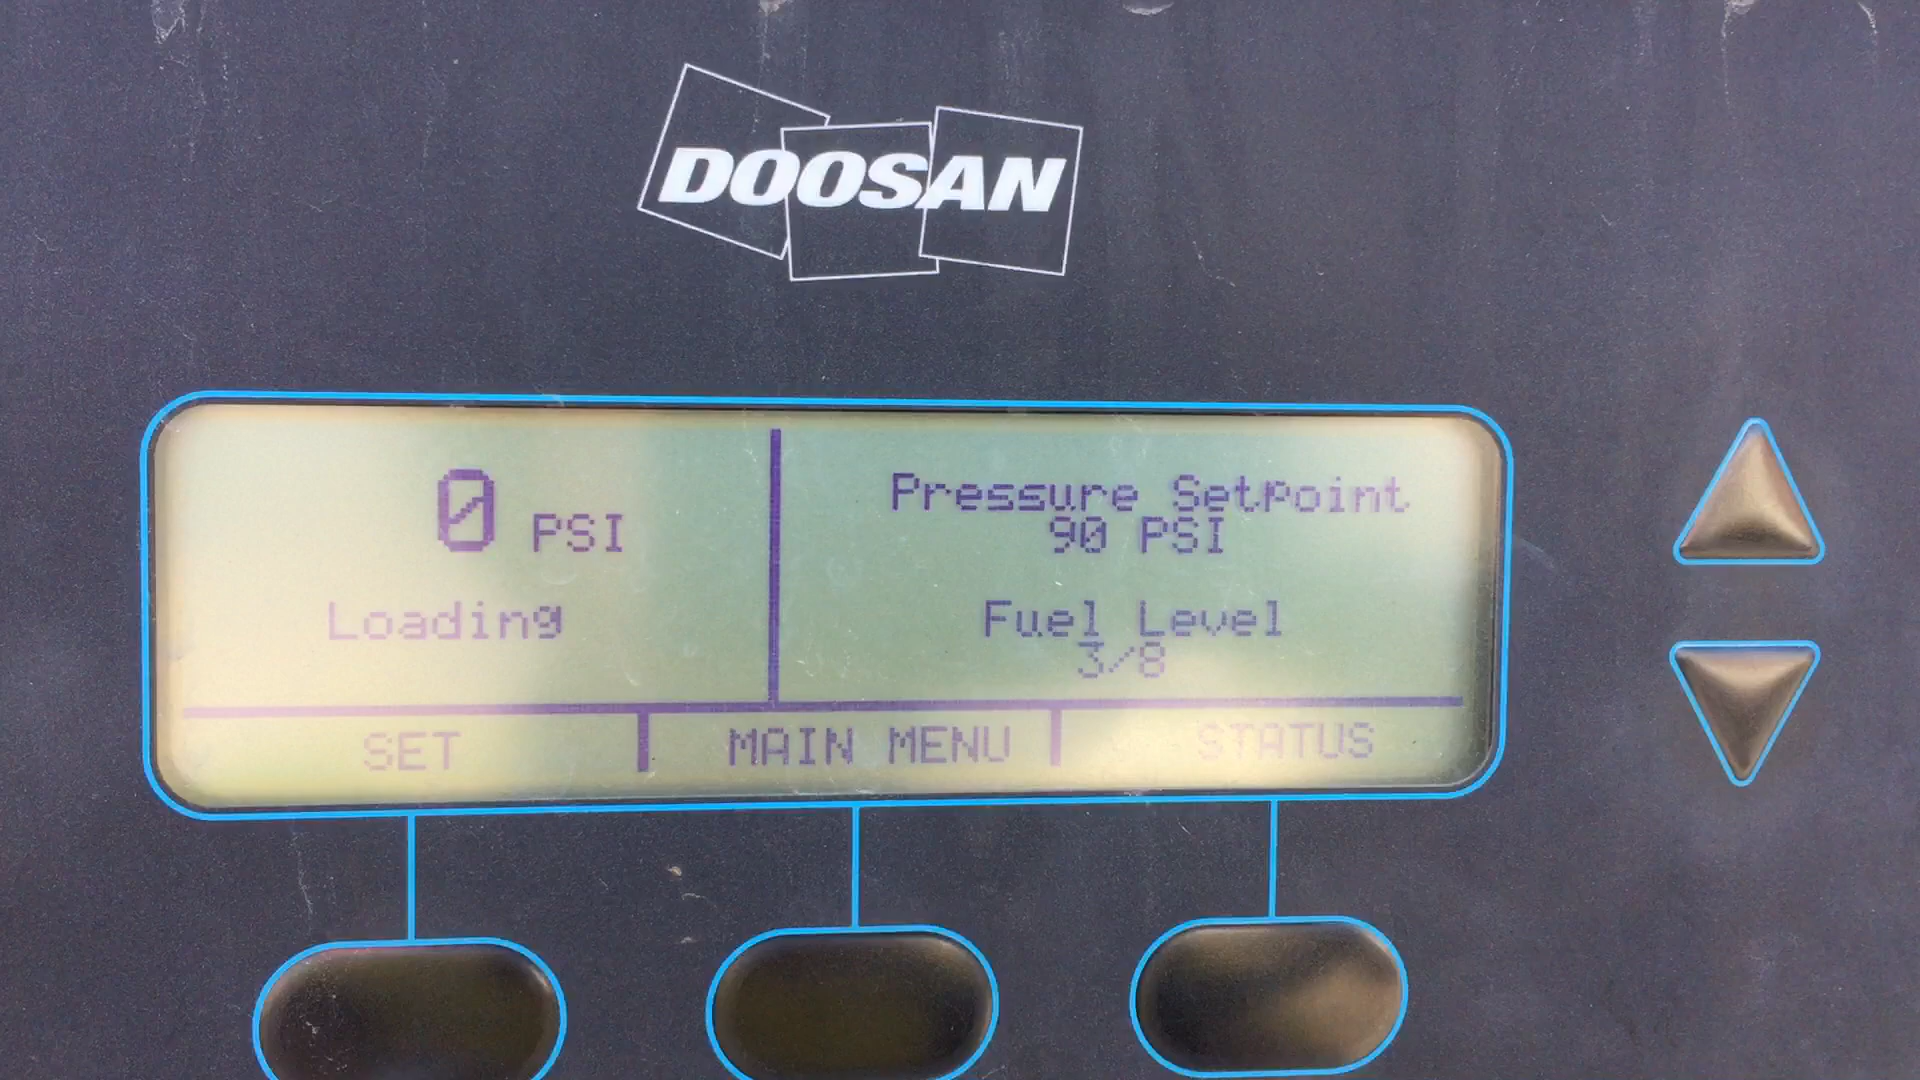 DOOSAN
0 PSI
Loading
Pressure Setpoint
90 PSI
Fuel Level
3/8
SET
MAIN MENU
STATUS